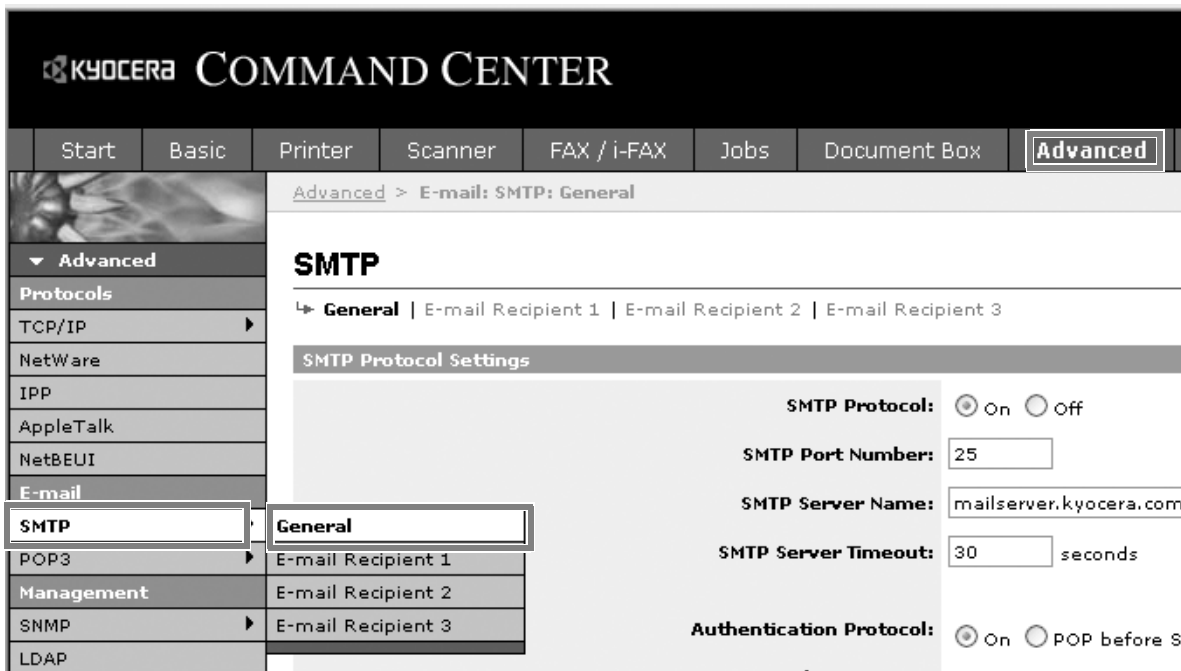 KYOCERA COMMAND CENTER
Start Basic Printer Scanner FAX / i-FAX Jobs Document Box Advanced
Advanced > E-mail: SMTP: General
Advanced
Protocols
TCP/IP
NetWare
IPP
AppleTalk
NetBEUI
E-mail
SMTP
POP3
Management
SNMP
LDAP
General
E-mail Recipient 1
E-mail Recipient 2
E-mail Recipient 3
SMTP
General | E-mail Recipient 1 | E-mail Recipient 2 | E-mail Recipient 3
SMTP Protocol Settings
SMTP Protocol: On Off
SMTP Port Number: 25
SMTP Server Name: mailserver.kyocera.com
SMTP Server Timeout: 30 seconds
Authentication Protocol: On POP before S